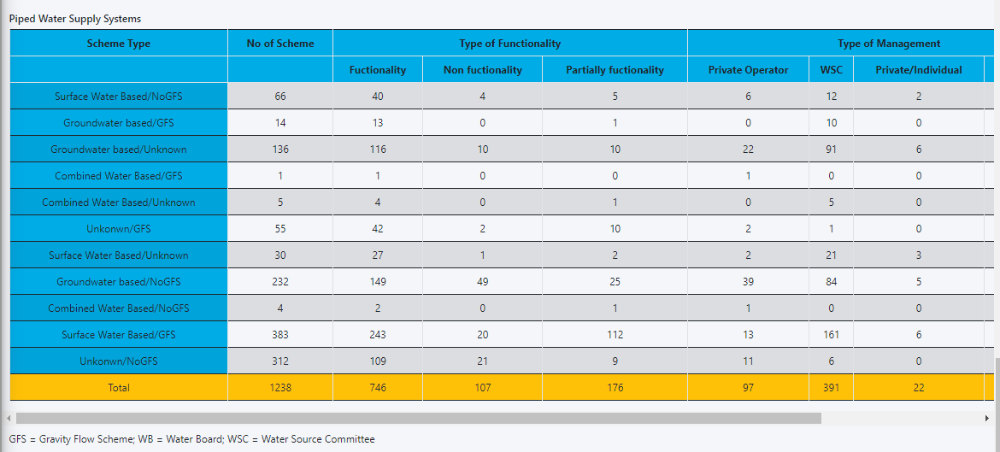 Piped Water Supply Systems
Scheme Type No of Scheme Type of Functionality Type of Management
Fuctionality Non fuctionality Partially fuctionality Private Operator WSC Private/Individual
Surface Water Based/NoGFS 66 40 4 5 6 12 2
Groundwater based/GFS 14 13 0 1 0 10 0
Groundwater based/Unknown 136 116 10 10 22 91 6
Combined Water Based/GFS 1 1 0 0 1 0 0
Combined Water Based/Unknown 5 4 0 1 0 5 0
Unkonwn/GFS 55 42 2 10 2 1 0
Surface Water Based/Unknown 30 27 1 2 2 21 3
Groundwater based/NoGFS 232 149 49 25 39 84 5
Combined Water Based/NoGFS 4 2 0 1 1 0 0
Surface Water Based/GFS 383 243 20 112 13 161 6
Unkonwn/NoGFS 312 109 21 9 11 6 0
Total 1238 746 107 176 97 391 22
GFS = Gravity Flow Scheme; WB = Water Board; WSC = Water Source Committee